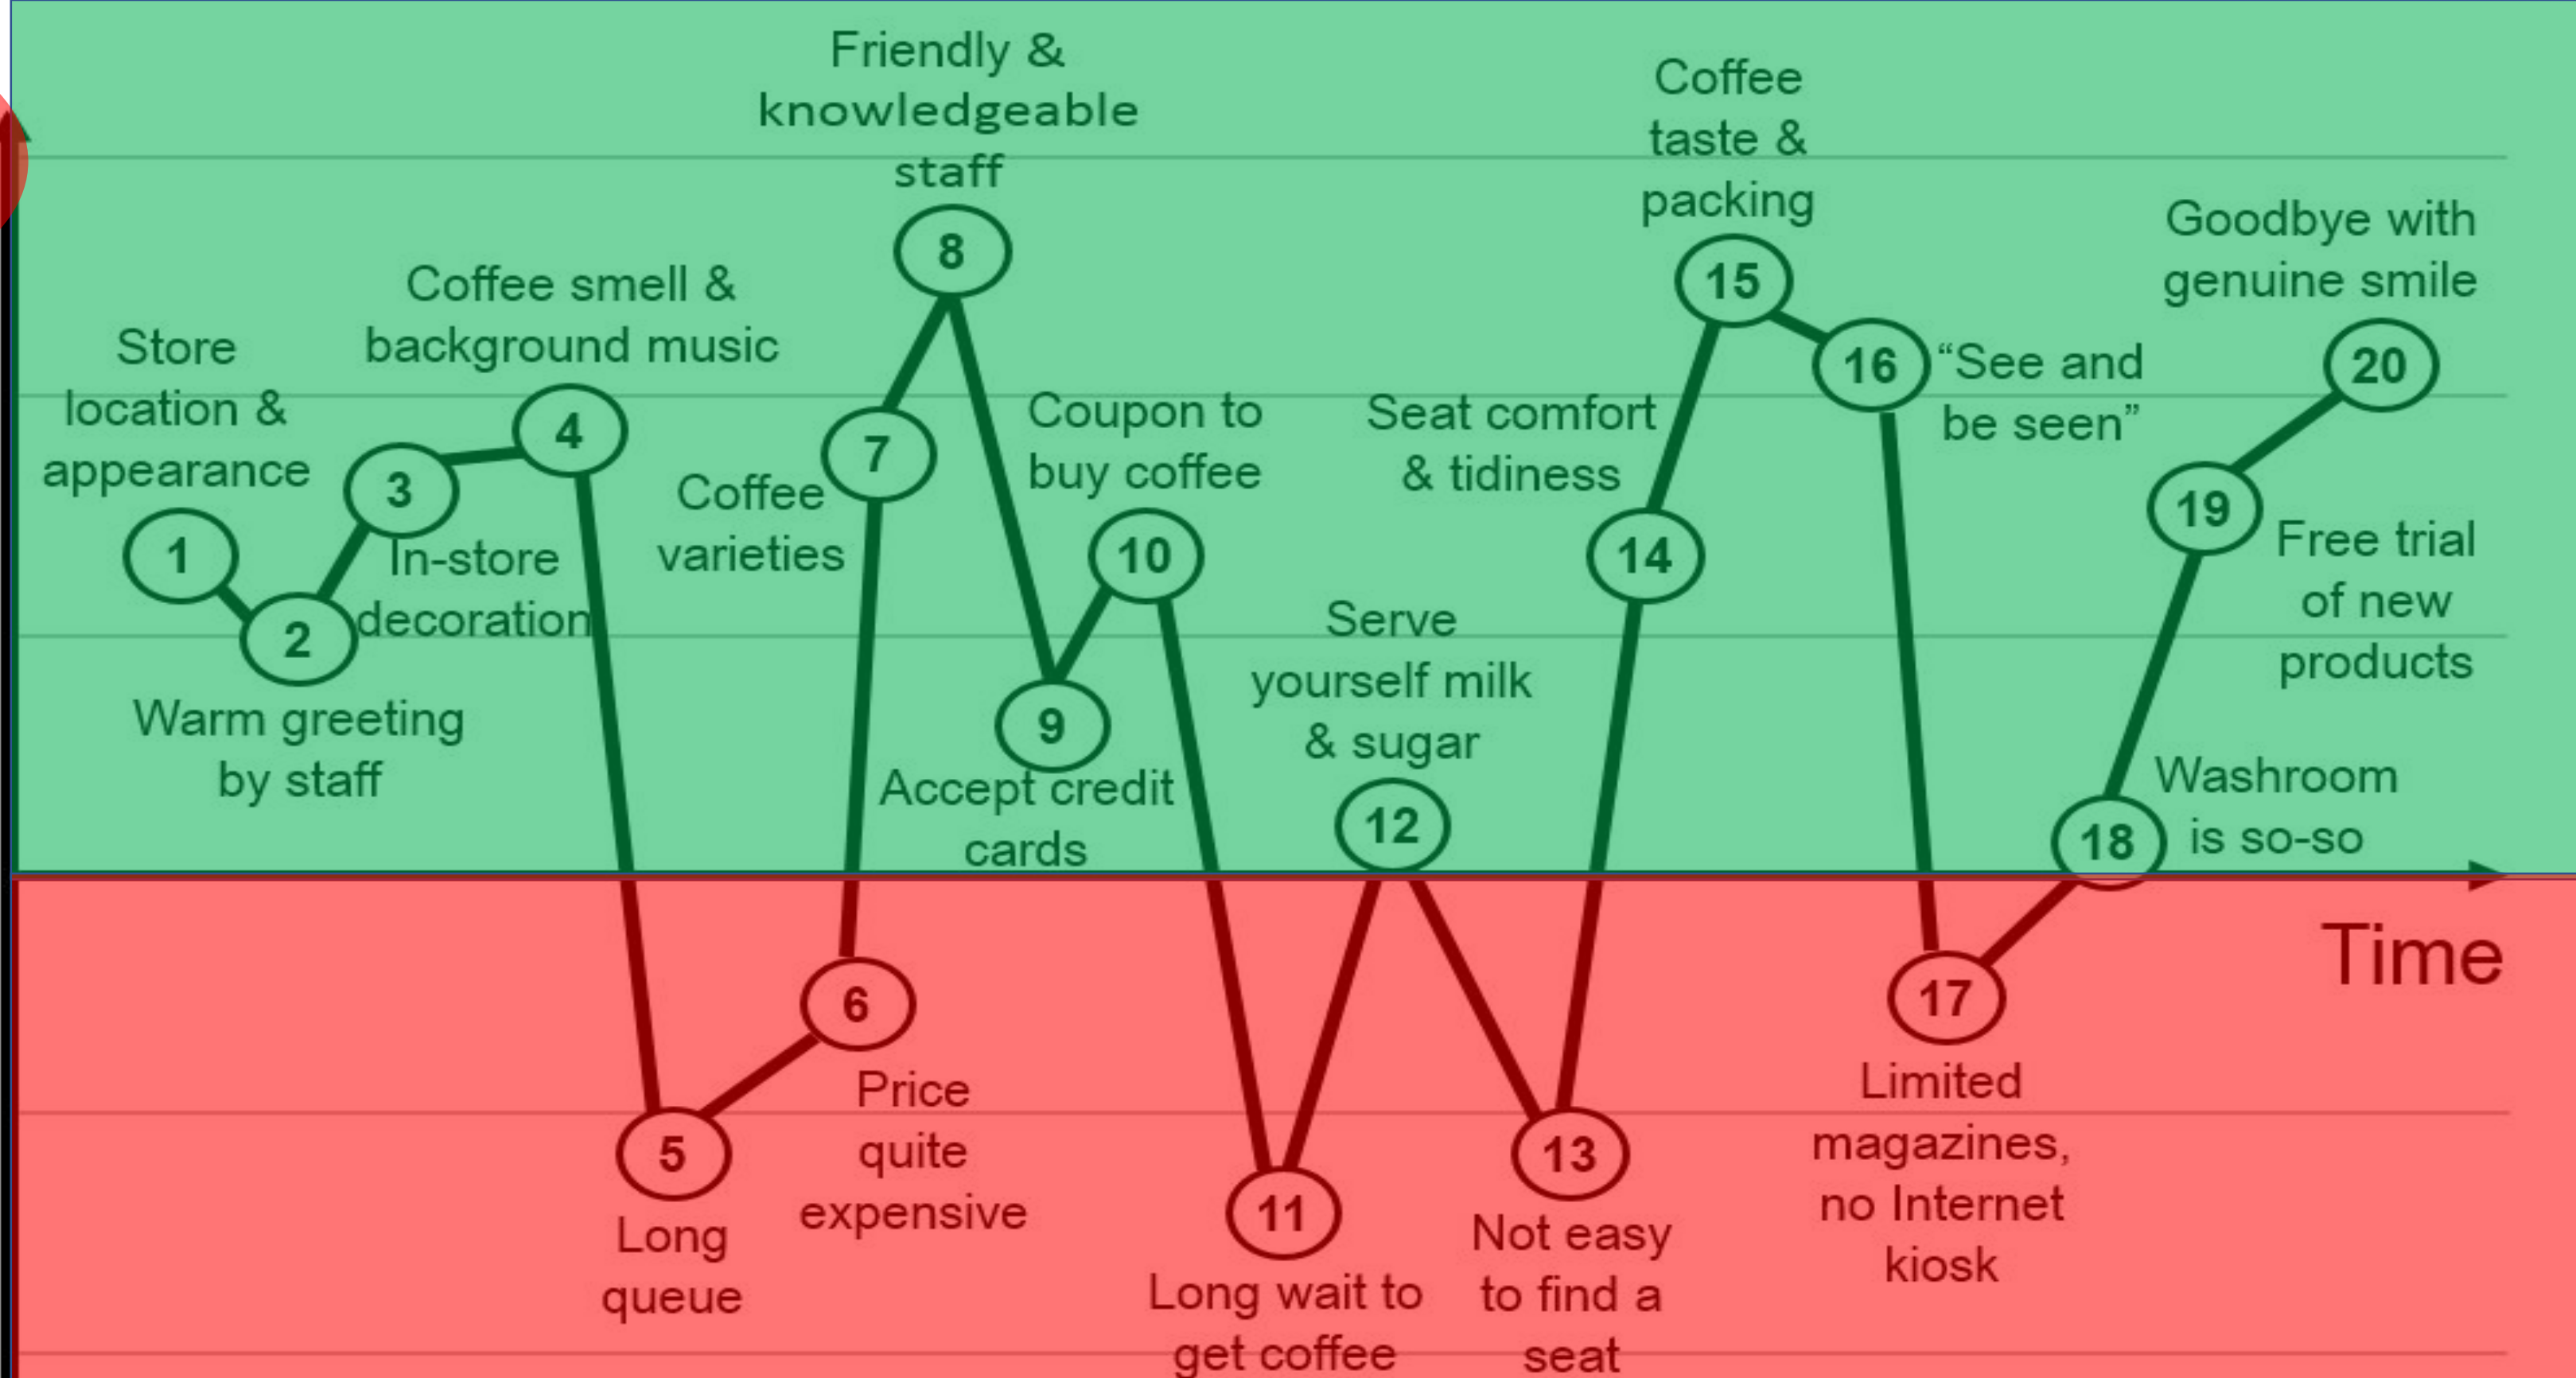 Friendly &
knowledgeable
staff
8
Coffee
taste &
packing
15
Goodbye with
genuine smile
20
Coffee smell &
background music
4
Store
location &
appearance
1
3
In-store
decoration
2
Warm greeting
by staff
7
Coffee
varieties
Coupon to
buy coffee
10
9
Accept credit
cards
Seat comfort
& tidiness
14
16
“See and
be seen”
Serve
yourself milk
& sugar
12
19
Free trial
of new
products
18
Washroom
is so-so
Time
5
Long
queue
6
Price
quite
expensive
11
Long wait to
get coffee
13
Not easy
to find a
seat
17
Limited
magazines,
no Internet
kiosk